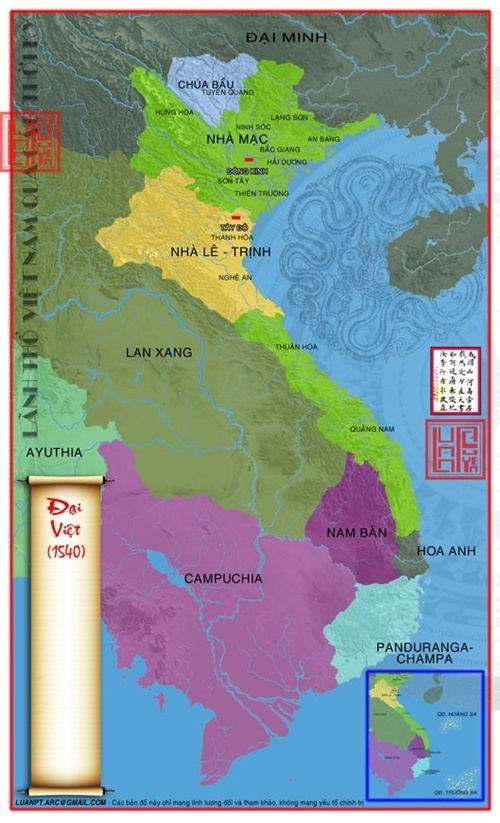 LÃNH THỔ VIỆT NAM QUA
ĐẠI MINH
CHÚA BẦU
TUYÊN QUANG
HƯNG HÓA
LẠNG SƠN
NINH SÓC
AN BANG
NHÀ MẠC
BẮC GIANG
HẢI DƯƠNG
ĐÔNG KINH
SƠN TÂY
THIÊN TRƯỜNG
TÂY ĐÔ
THANH HÓA
NHÀ LÊ - TRỊNH
NGHỆ AN
THUẬN HÓA
LAN XANG
QUẢNG NAM
AYUTHIA
Đại
Việt
(1540)
NAM BÀN
HOA ANH
CAMPUCHIA
PANDURANGA-
CHAMPA
QĐ. HOÀNG SA
QĐ. TRƯỜNG SA
LUANPT.ARC@GMAIL.COM - Các bản đồ này chỉ mang tính tương đối và tham khảo, không mang yếu tố chính trị